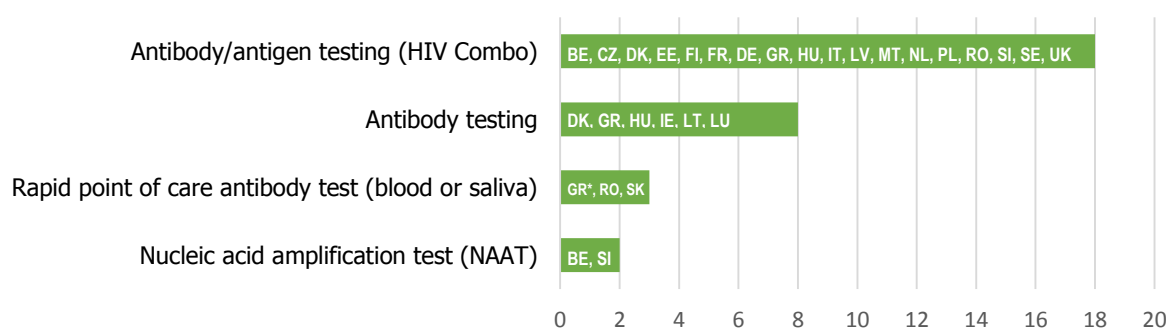 Antibody/antigen testing (HIV Combo)
BE, CZ, DK, EE, FI, FR, DE, GR, HU, IT, LV, MT, NL, PL, RO, SI, SE, UK
Antibody testing
DK, GR, HU, IE, LT, LU
Rapid point of care antibody test (blood or saliva)
GR*, RO, SK
Nucleic acid amplification test (NAAT)
BE, SI
0 2 4 6 8 10 12 14 16 18 20